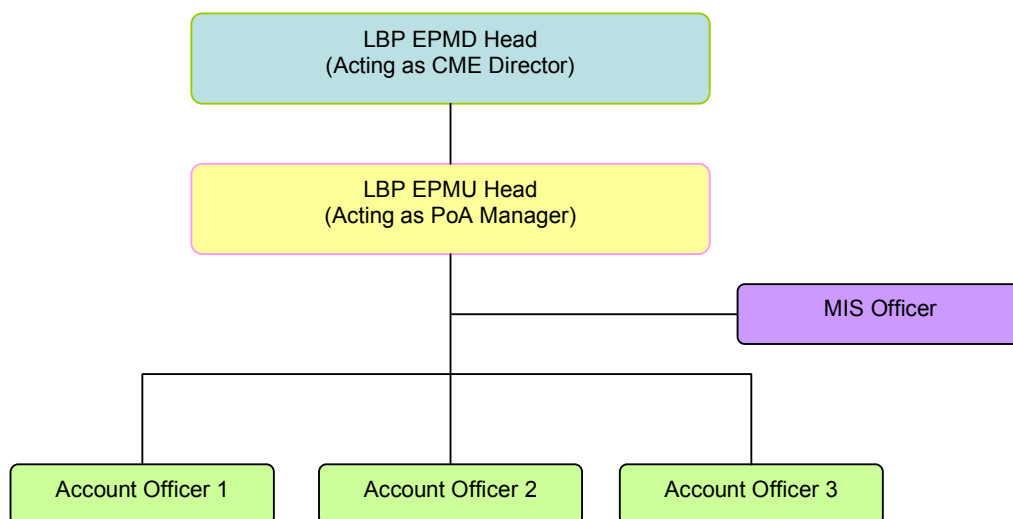 LBP EPMD Head
(Acting as CME Director)
LBP EPMU Head
(Acting as PoA Manager)
MIS Officer
Account Officer 1
Account Officer 2
Account Officer 3